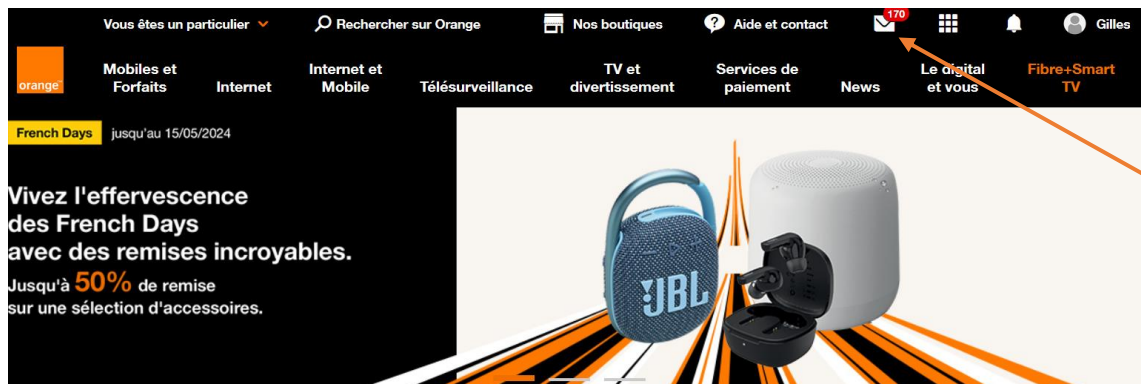 Vous êtes un particulier
Rechercher sur Orange
Nos boutiques
Aide et contact
170
Gilles
orange
Mobiles et
Forfaits
Internet
Internet et
Mobile
Télésurveillance
TV et
divertissement
Services de
paiement
News
Le digital
et vous
Fibre+Smart
TV
French Days
jusqu'au 15/05/2024
Vivez l'effervescence
des French Days
avec des remises incroyables.
Jusqu'à 50% de remise
sur une sélection d'accessoires.
JBL